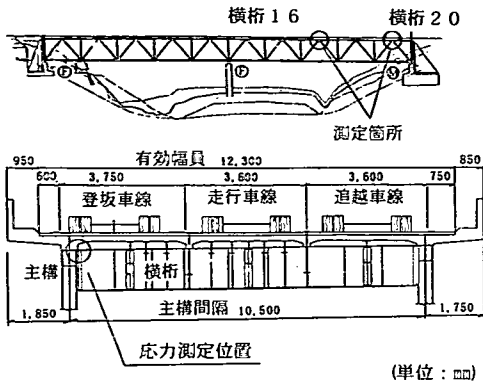 横桁16 横桁20
Ⓕ Ⓕ Ⓜ
測定箇所
950 有効幅員 12,300 850
600 3,750 3,600 3,600 750
登坂車線 走行車線 追越車線
主構 横桁
主構間隔
1,850 10,500 1,750
応力測定位置
(単位:㎜)